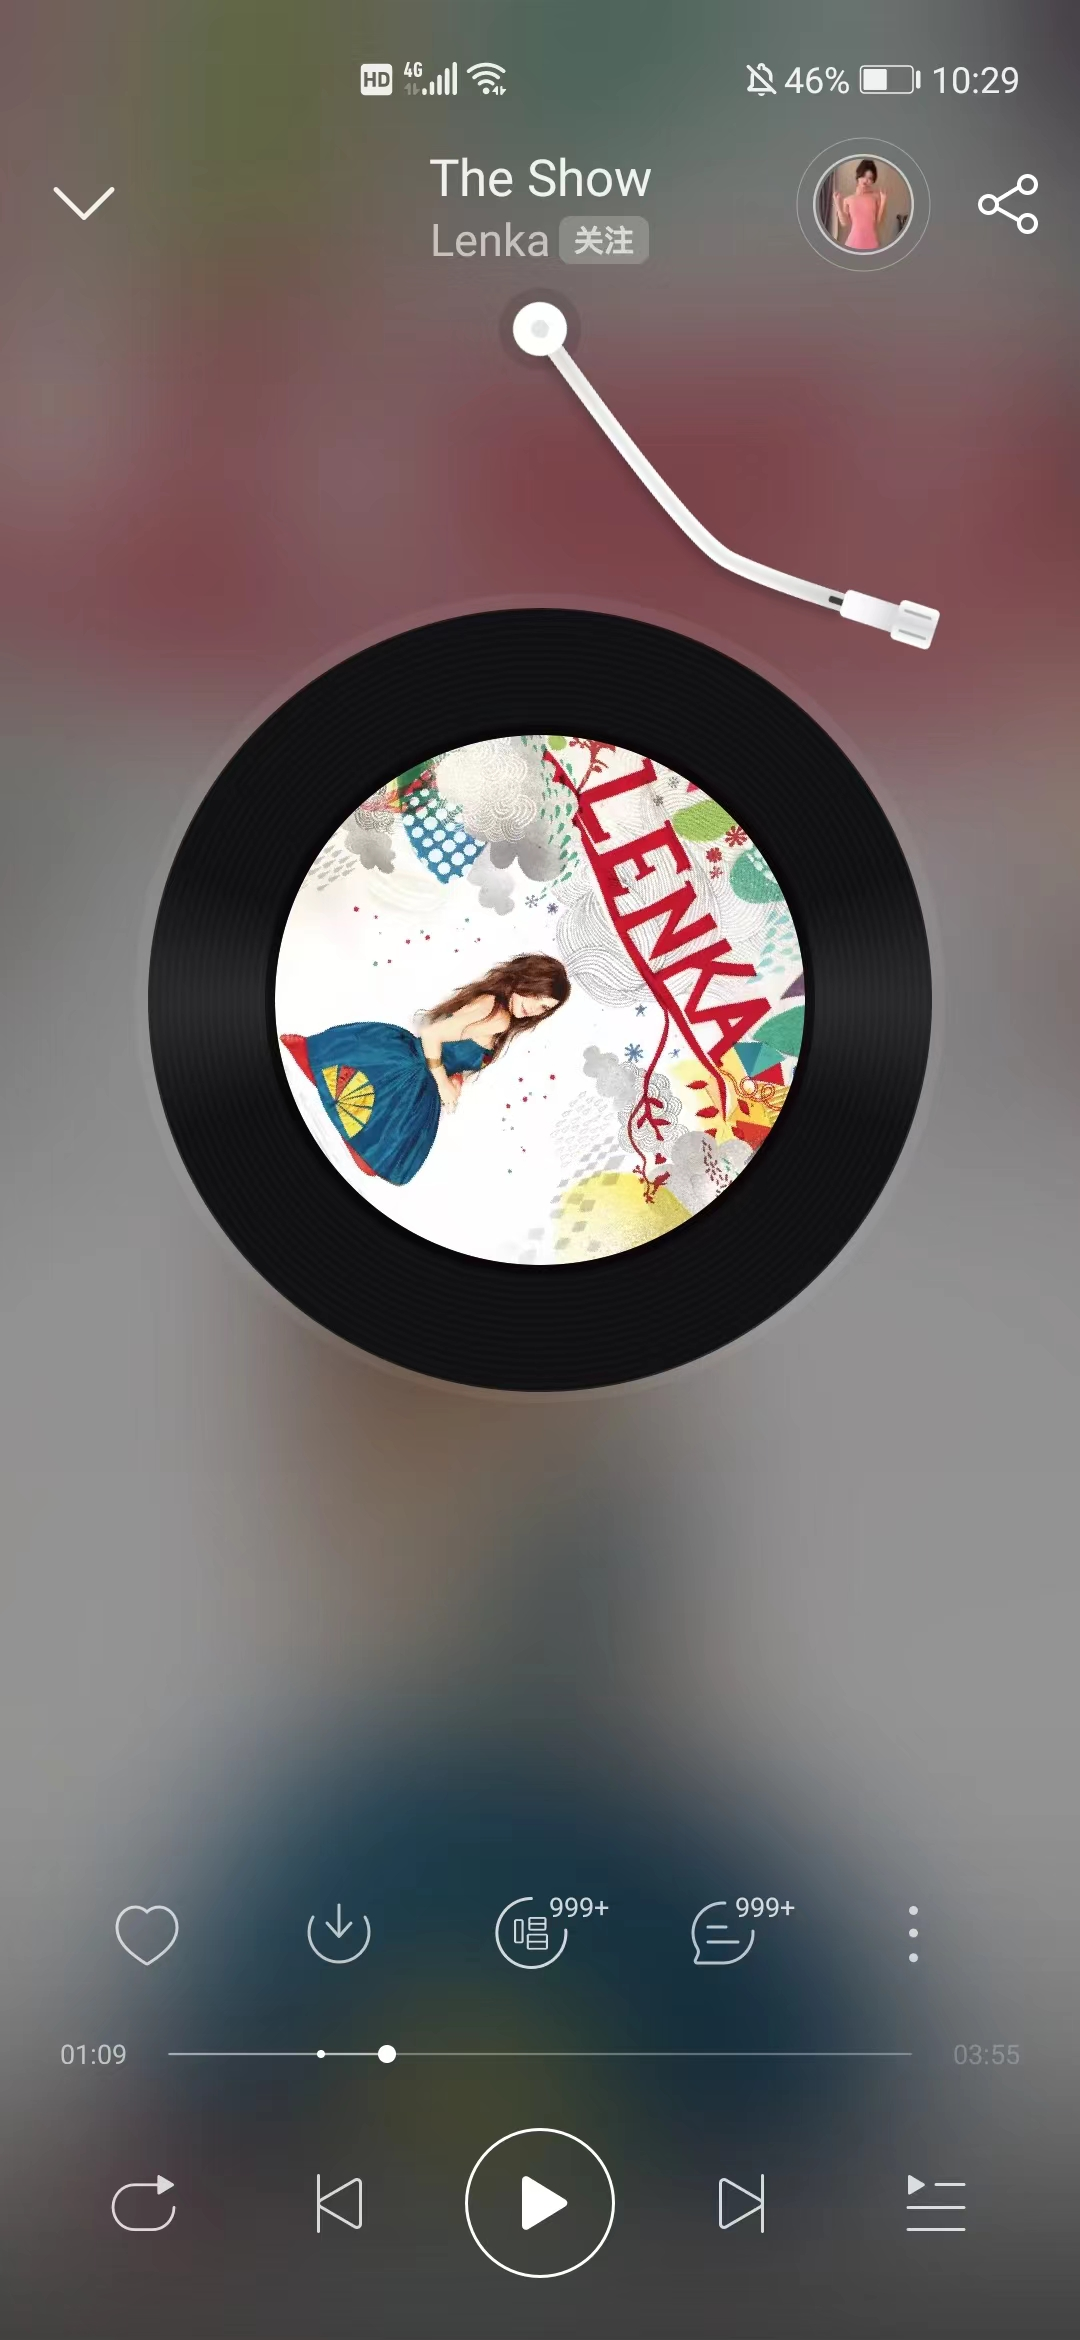 HD 4G 46% 10:29
The Show
Lenka 关注
LENKA
999+ 999+
01:09 03:55